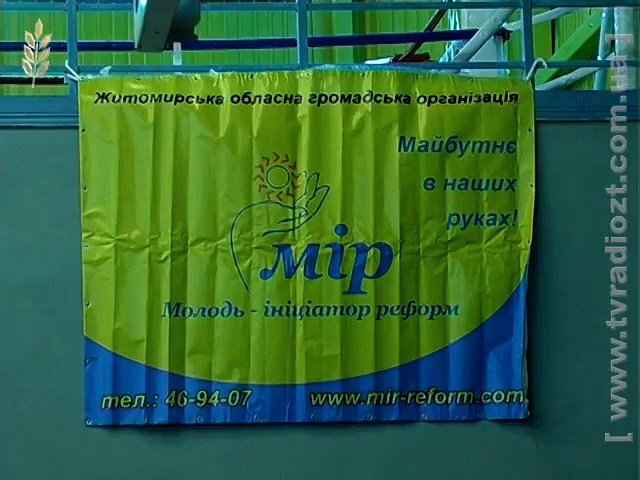 Житомирська обласна громадська організація
Майбутнє
в наших
руках!
мір
Молодь - ініціатор реформ
тел.: 46-94-07 www.mir-reform.com
[ www.tvradiozt.com.ua ]